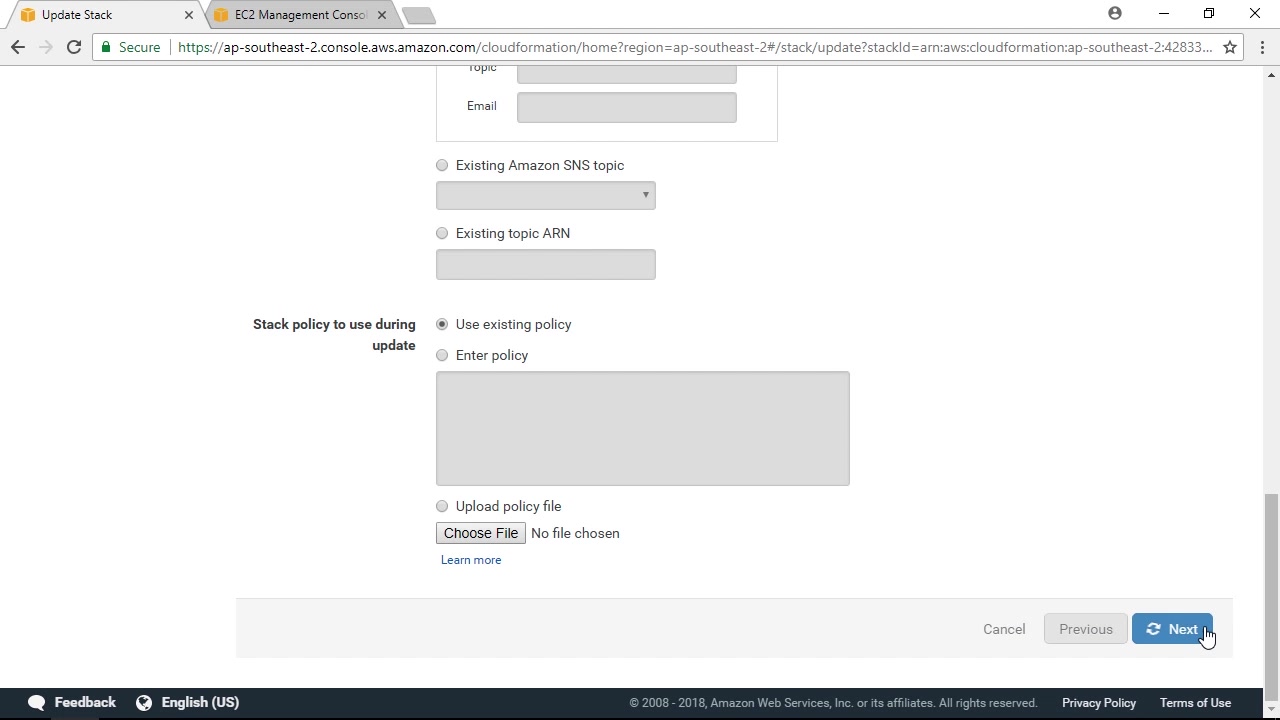 Update Stack
EC2 Management Consol
Secure
https://ap-southeast-2.console.aws.amazon.com/cloudformation/home?region=ap-southeast-2#/stack/update?stackId=arn:aws:cloudformation:ap-southeast-2:42833...
Topic
Email
Existing Amazon SNS topic
Existing topic ARN
Stack policy to use during
update
Use existing policy
Enter policy
Upload policy file
Choose File No file chosen
Learn more
Cancel
Previous
Next
Feedback
English (US)
© 2008 - 2018, Amazon Web Services, Inc. or its affiliates. All rights reserved.
Privacy Policy
Terms of Use